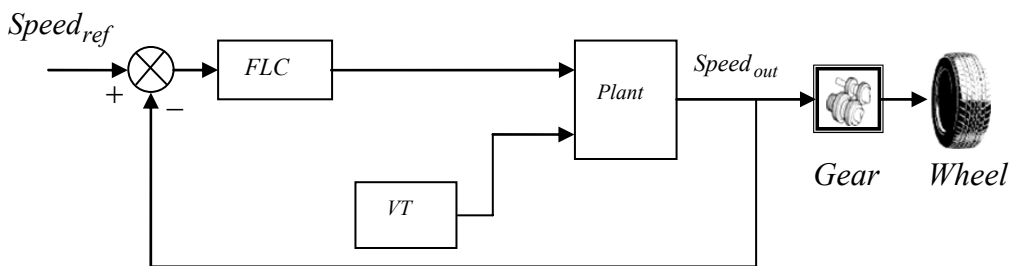 Speed_ref
FLC
Plant
Speed_out
+
−
VT
Gear
Wheel